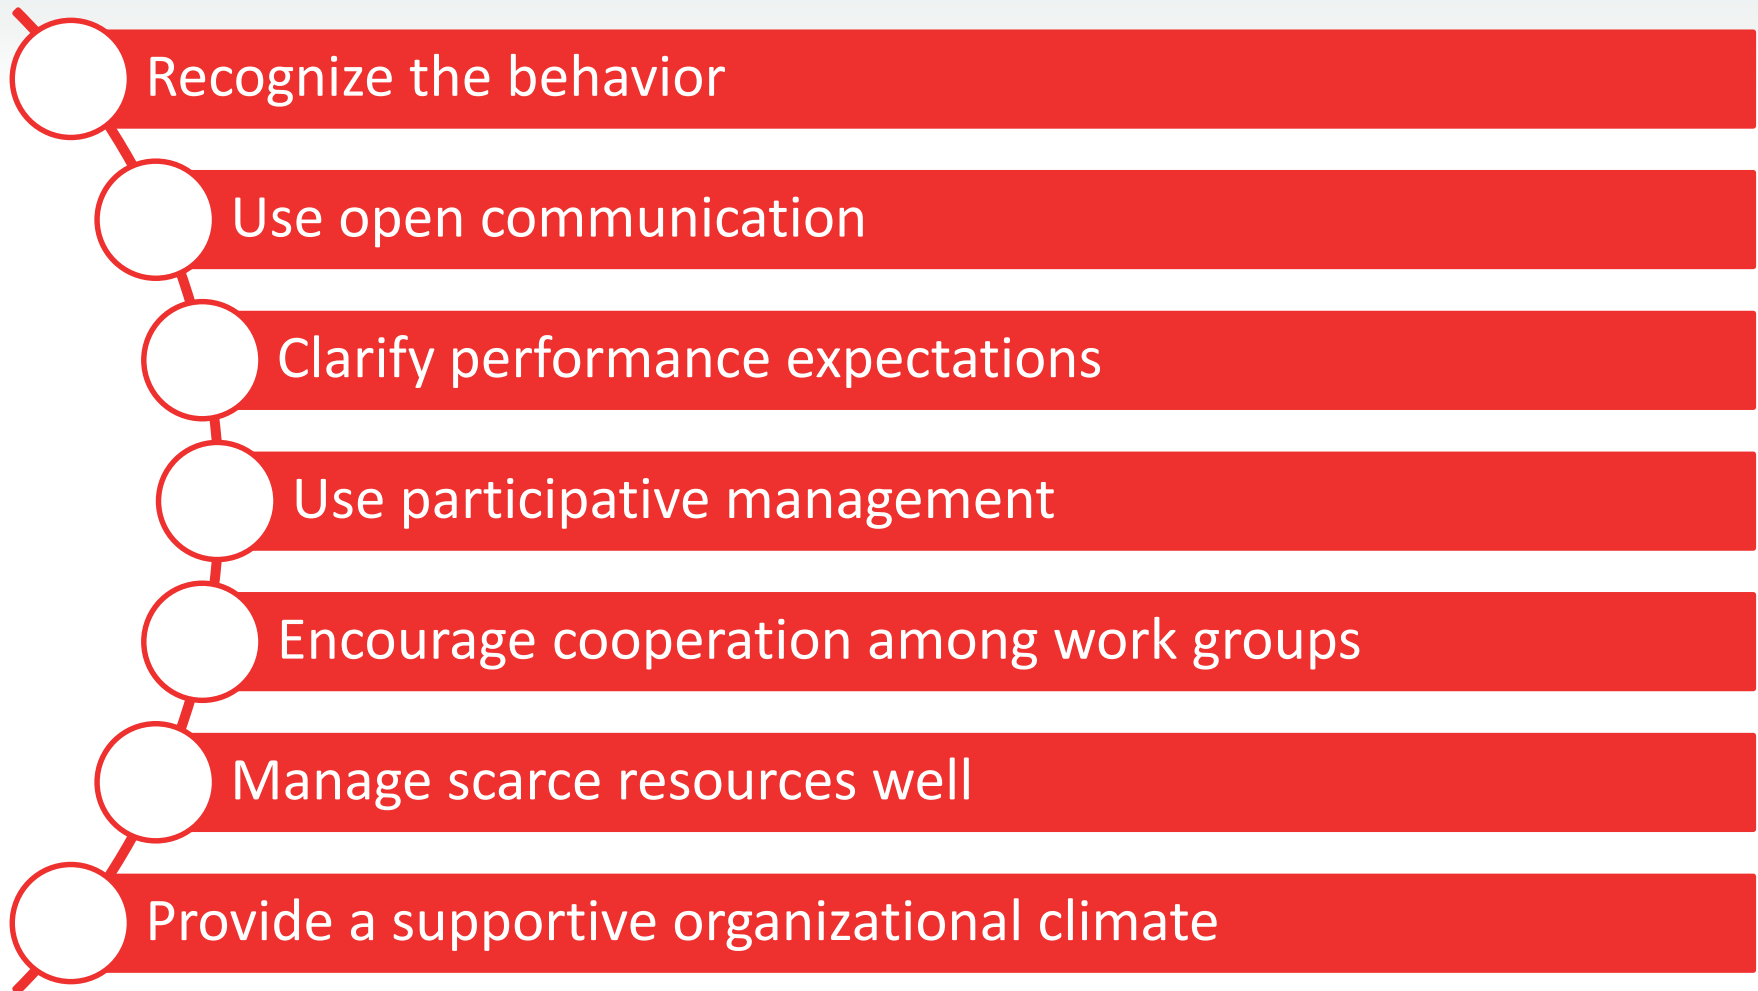 Recognize the behavior
Use open communication
Clarify performance expectations
Use participative management
Encourage cooperation among work groups
Manage scarce resources well
Provide a supportive organizational climate